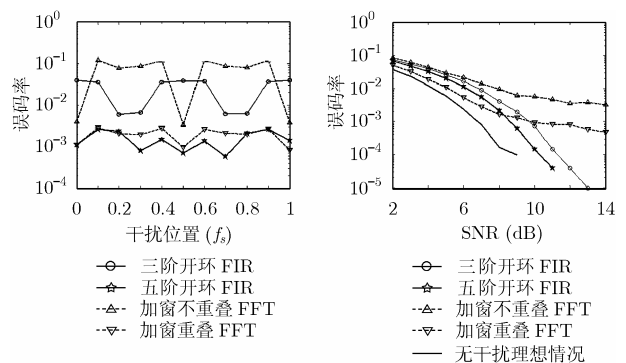 10^0
10^-1
10^-2
10^-3
10^-4
误码率
0
0.2
0.4
0.6
0.8
1
干扰位置 (f_s)
三阶开环 FIR
五阶开环 FIR
加窗不重叠 FFT
加窗重叠 FFT
10^0
10^-1
10^-2
10^-3
10^-4
10^-5
误码率
2
4
6
8
10
12
14
SNR (dB)
三阶开环 FIR
五阶开环 FIR
加窗不重叠 FFT
加窗重叠 FFT
无干扰理想情况